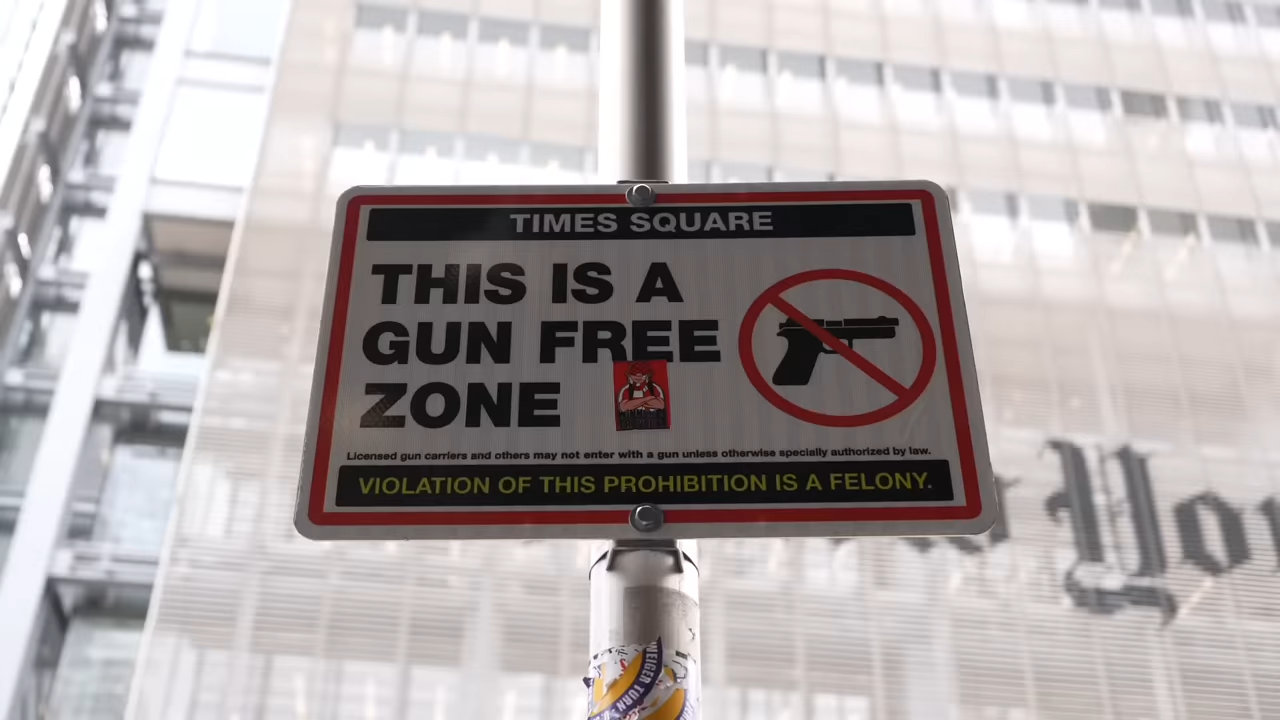 TIMES SQUARE
THIS IS A
GUN FREE
ZONE
Licensed gun carriers and others may not enter with a gun unless otherwise specially authorized by law.
VIOLATION OF THIS PROHIBITION IS A FELONY.